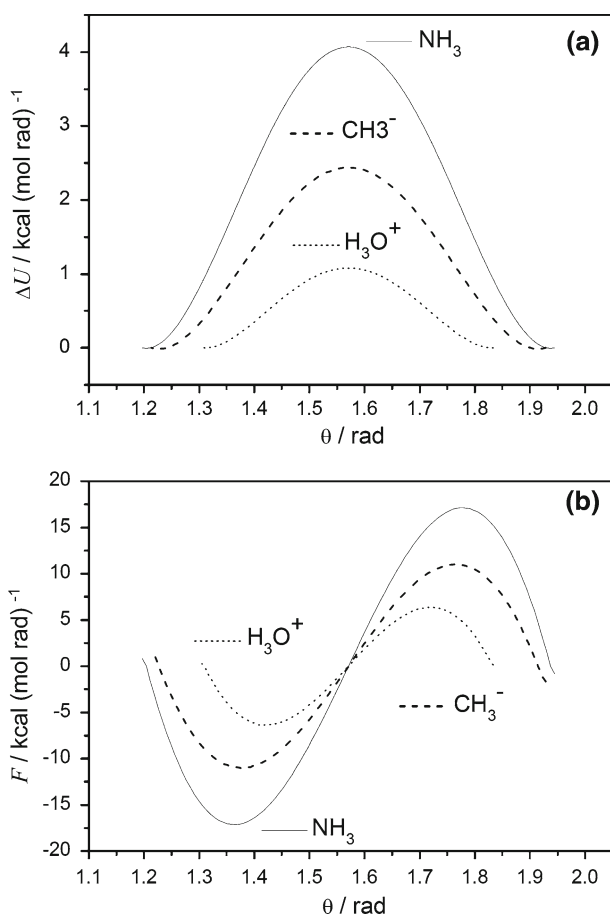 (a)
NH₃
CH3⁻
H₃O⁺
ΔU / kcal (mol rad) ⁻¹
4
3
2
1
0
1.1 1.2 1.3 1.4 1.5 1.6 1.7 1.8 1.9 2.0
θ / rad
(b)
H₃O⁺
CH₃⁻
NH₃
F / kcal (mol rad)⁻¹
20
15
10
5
0
-5
-10
-15
-20
1.1 1.2 1.3 1.4 1.5 1.6 1.7 1.8 1.9 2.0
θ / rad